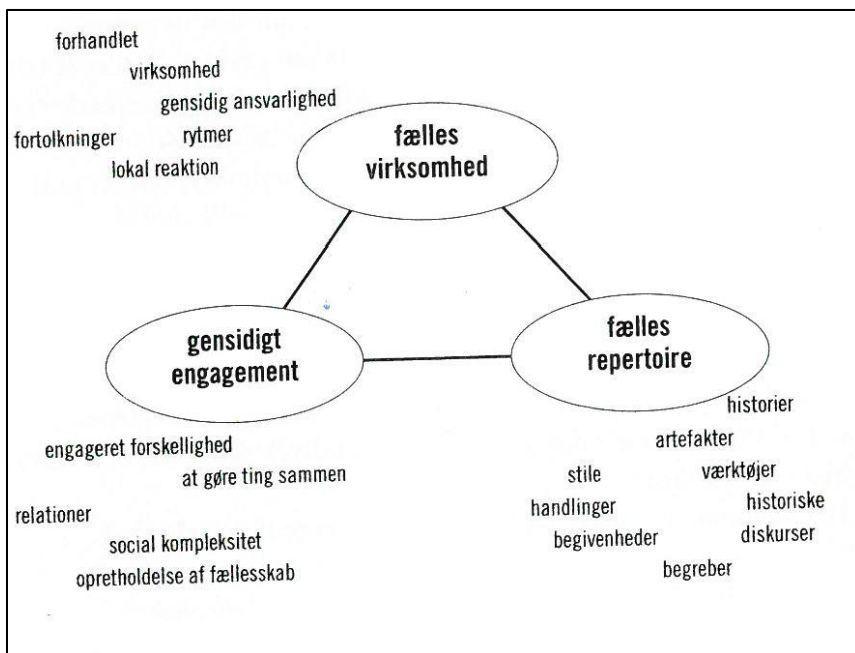 forhandlet
virksomhed
gensidig ansvarlighed
fortolkninger
rytmer
lokal reaktion
fælles
virksomhed
gensidigt
engagement
fælles
repertoire
engageret forskellighed
at gøre ting sammen
relationer
social kompleksitet
opretholdelse af fællesskab
historier
artefakter
stile
værktøjer
handlinger
historiske
begivenheder
diskurser
begreber